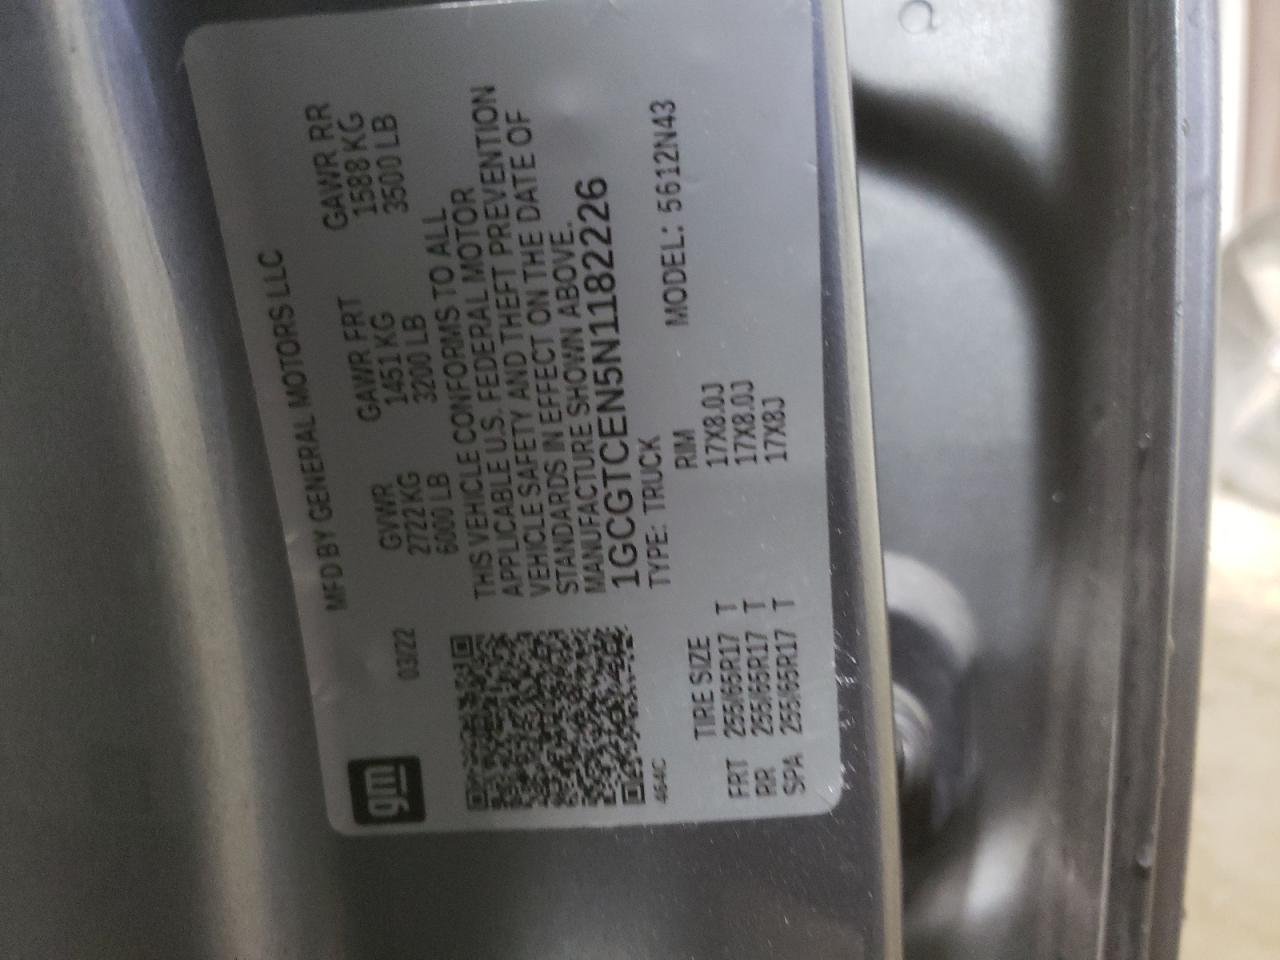 gm
MFD BY GENERAL MOTORS LLC
03/22 GVWR GAWR FRT GAWR RR
2722 KG 1451 KG 1588 KG
6000 LB 3200 LB 3500 LB
THIS VEHICLE CONFORMS TO ALL
APPLICABLE U.S. FEDERAL MOTOR
VEHICLE SAFETY AND THEFT PREVENTION
STANDARDS IN EFFECT ON THE DATE OF
MANUFACTURE SHOWN ABOVE.
1GCGTCEN5N1182226
464C TYPE: TRUCK MODEL: 5612N43
TIRE SIZE RIM
FRT 255/65R17 T 17X8.0J
RR 255/65R17 T 17X8.0J
SPA 255/65R17 T 17X8J